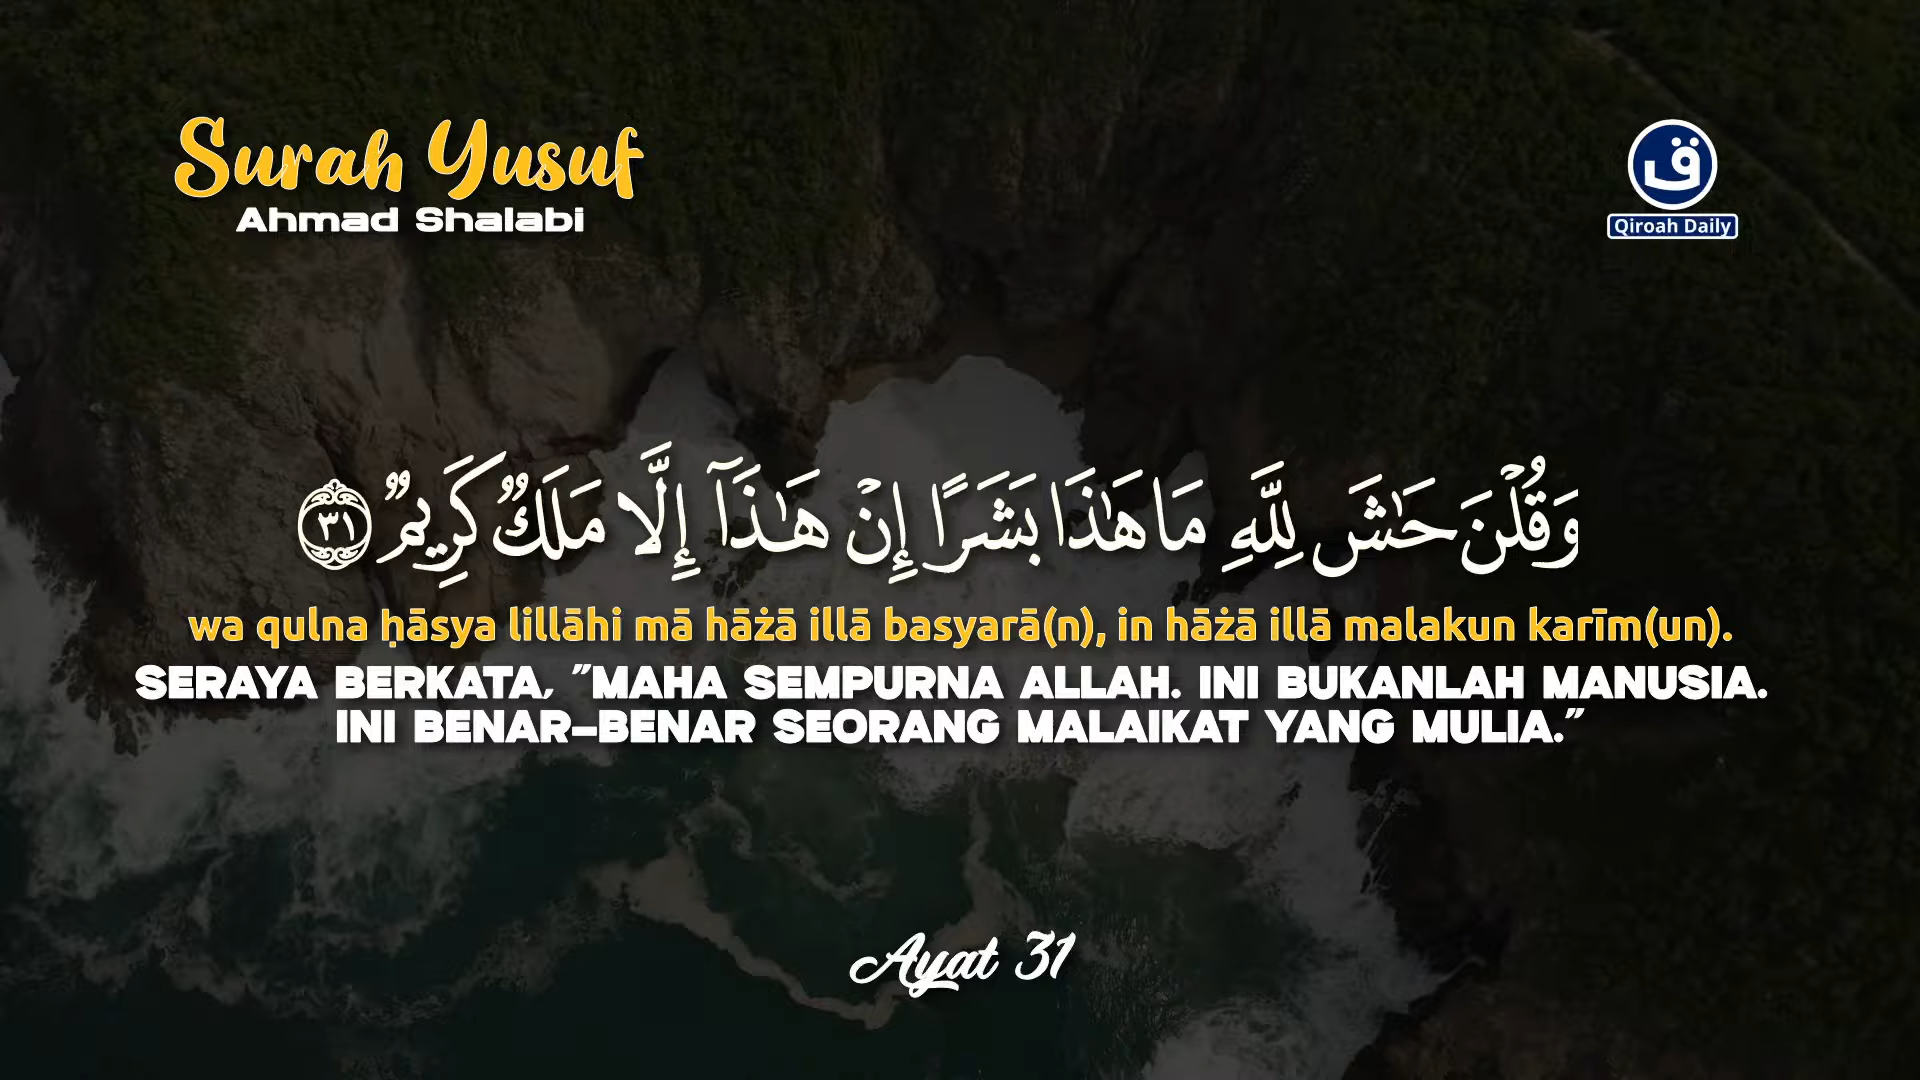 Surah Yusuf
Ahmad Shalabi
ق
Qiroah Daily
وَقُلْنَ حَـٰشَ لِلَّهِ مَا هَـٰذَا بَشَرًا إِنْ هَـٰذَآ إِلَّا مَلَكٌ كَرِيمٌ ٣١
wa qulna ḥāsya lillāhi mā hāżā illā basyarā(n), in hāżā illā malakun karīm(un).
SERAYA BERKATA, "MAHA SEMPURNA ALLAH. INI BUKANLAH MANUSIA.
INI BENAR-BENAR SEORANG MALAIKAT YANG MULIA."
Ayat 31